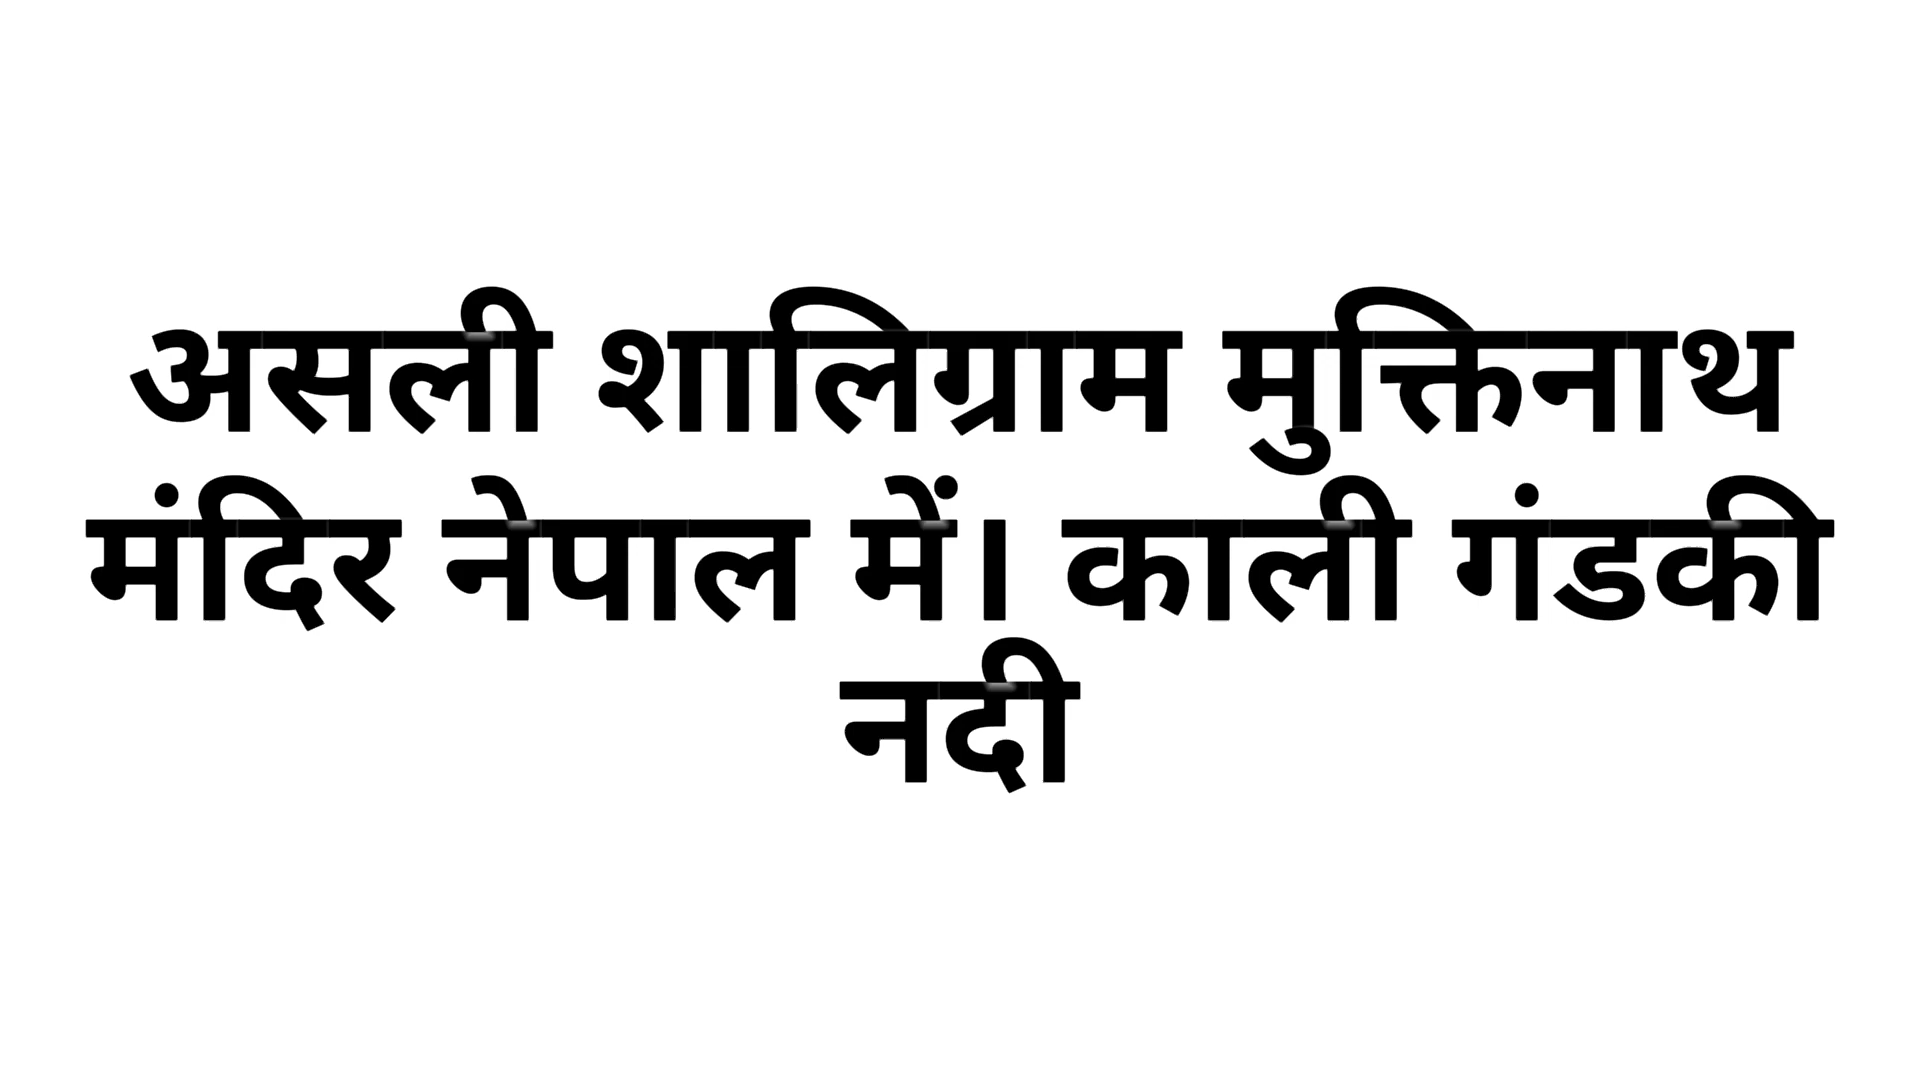 असली शालिग्राम मुक्तिनाथ
मंदिर नेपाल में। काली गंडकी
नदी